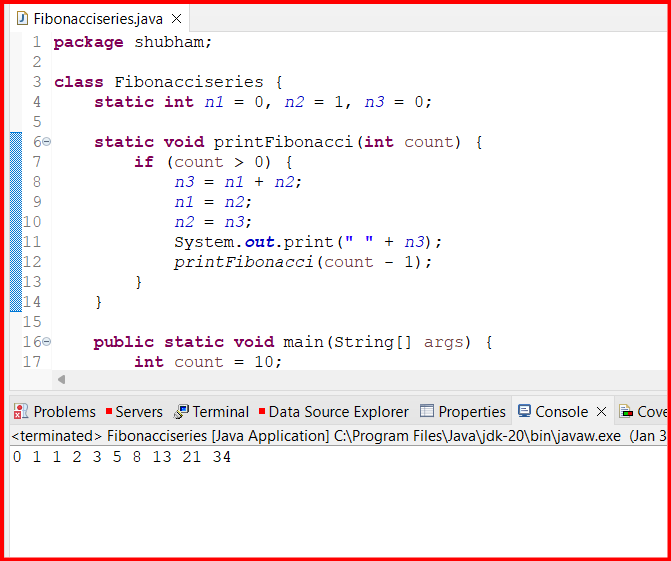 Fibonacciseries.java
1 package shubham;
2
3 class Fibonacciseries {
4 static int n1 = 0, n2 = 1, n3 = 0;
5
6 static void printFibonacci(int count) {
7 if (count > 0) {
8 n3 = n1 + n2;
9 n1 = n2;
10 n2 = n3;
11 System.out.print(" " + n3);
12 printFibonacci(count - 1);
13 }
14 }
15
16 public static void main(String[] args) {
17 int count = 10;
Problems Servers Terminal Data Source Explorer Properties Console Cove
<terminated> Fibonacciseries [Java Application] C:\Program Files\Java\jdk-20\bin\javaw.exe (Jan 3
0 1 1 2 3 5 8 13 21 34